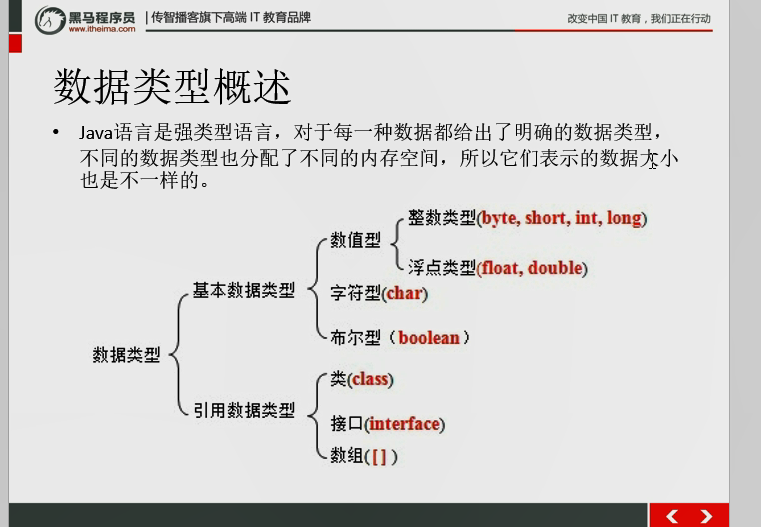 黑马程序员 | 传智播客旗下高端 IT 教育品牌
www.itheima.com
改变中国 IT 教育，我们正在行动
数据类型概述
• Java语言是强类型语言，对于每一种数据都给出了明确的数据类型，
不同的数据类型也分配了不同的内存空间，所以它们表示的数据大小
也是不一样的。
数据类型
基本数据类型
数值型
整数类型(byte, short, int, long)
浮点类型(float, double)
字符型(char)
布尔型（boolean）
引用数据类型
类(class)
接口(interface)
数组([ ] )